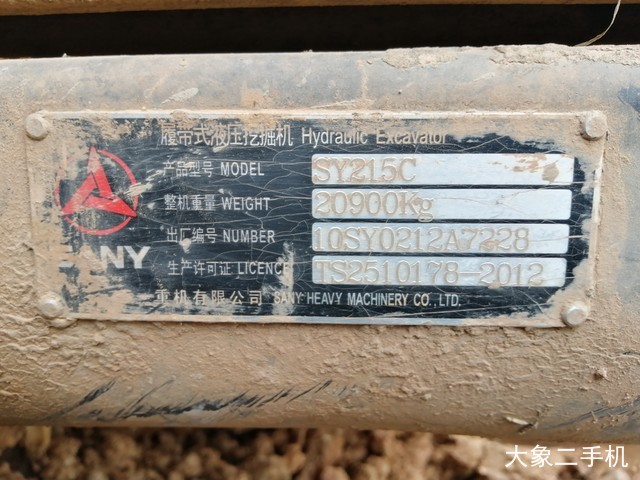 履带式液压挖掘机 Hydraulic Excavator
产品型号 MODEL SY215C
整机重量 WEIGHT 20900Kg
出厂编号 NUMBER 10SY0212A7228
生产许可证 LICENCE TS2510178-2012
SANY
重机有限公司 SANY HEAVY MACHINERY CO., LTD.
大象二手机